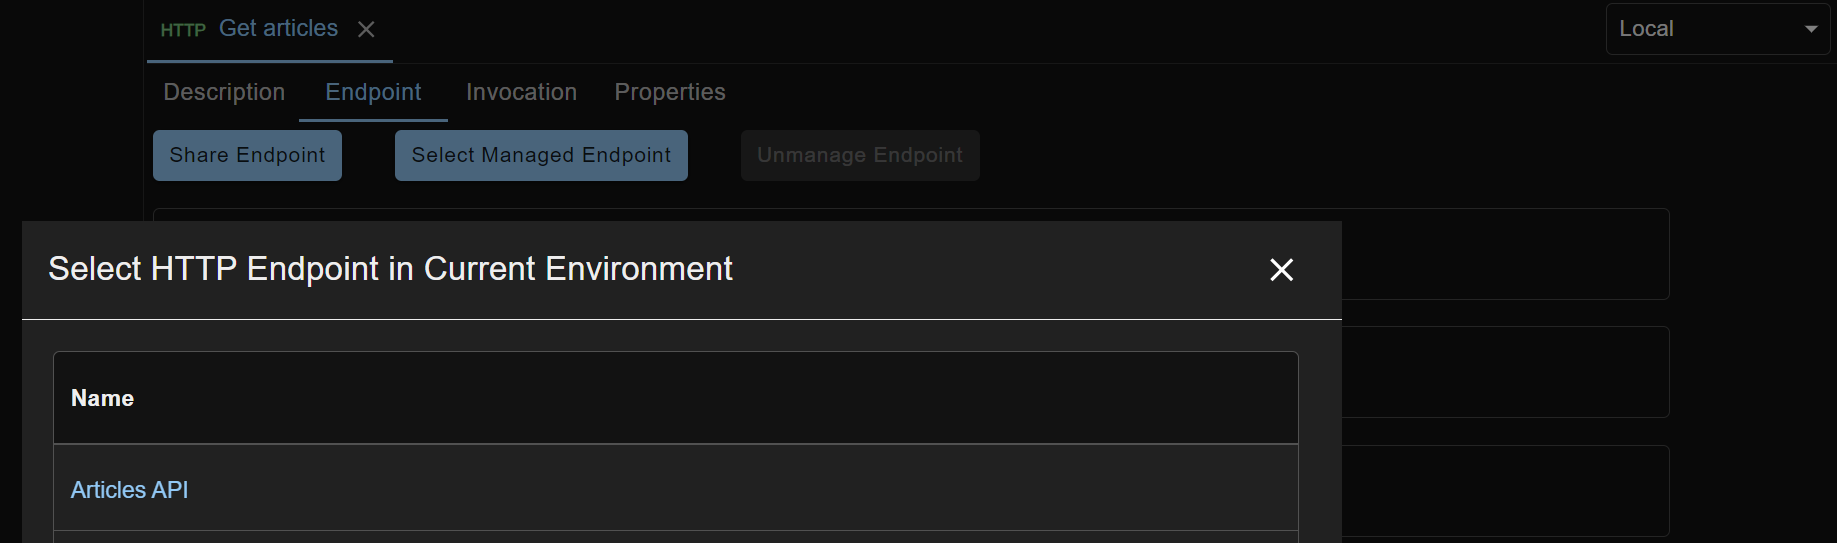 HTTP Get articles
Local
Description Endpoint Invocation Properties
Share Endpoint Select Managed Endpoint Unmanage Endpoint
Select HTTP Endpoint in Current Environment
Name
Articles API